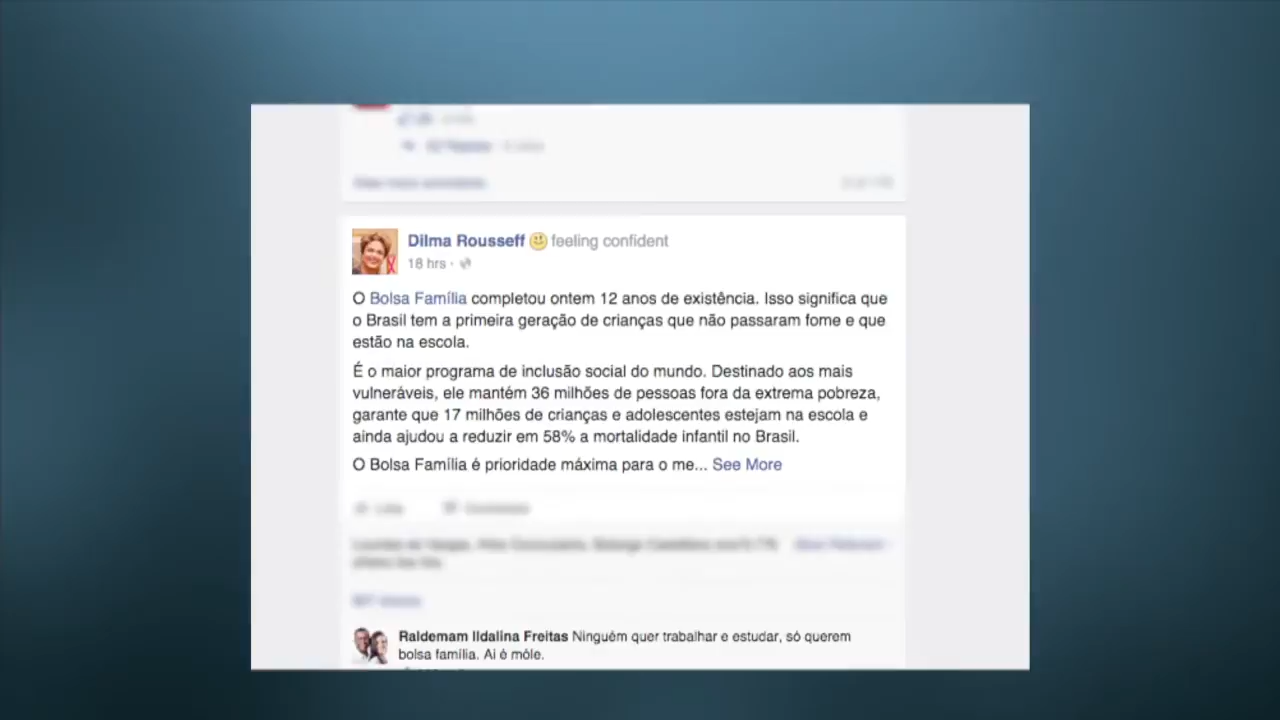 Dilma Rousseff feeling confident
18 hrs ·
O Bolsa Família completou ontem 12 anos de existência. Isso significa que
o Brasil tem a primeira geração de crianças que não passaram fome e que
estão na escola.
É o maior programa de inclusão social do mundo. Destinado aos mais
vulneráveis, ele mantém 36 milhões de pessoas fora da extrema pobreza,
garante que 17 milhões de crianças e adolescentes estejam na escola e
ainda ajudou a reduzir em 58% a mortalidade infantil no Brasil.
O Bolsa Família é prioridade máxima para o me... See More
Raldemam Ildalina Freitas Ninguém quer trabalhar e estudar, só querem
bolsa família. Ai è móle.